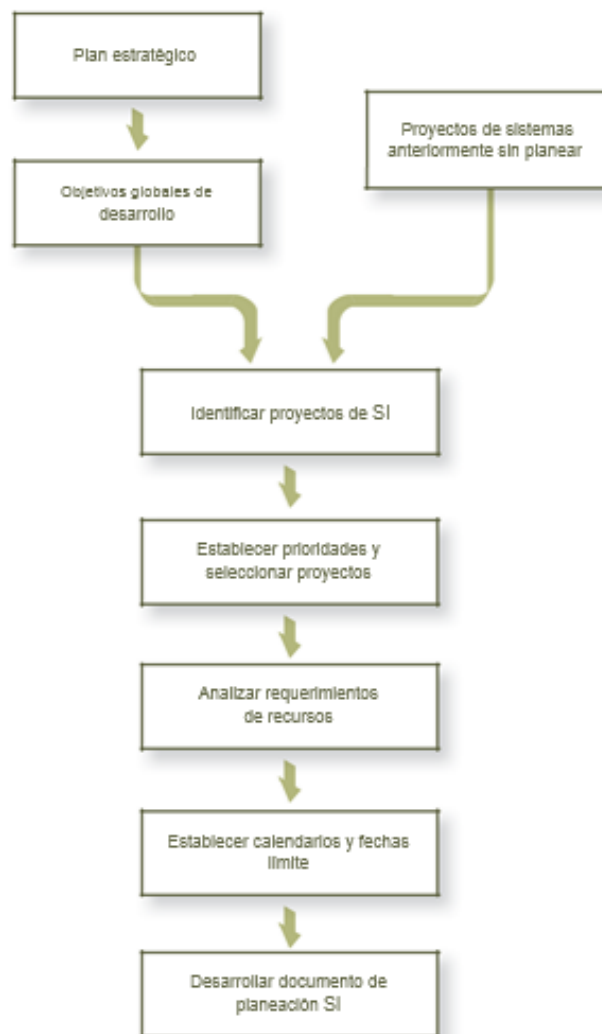 Plan estratégico
Proyectos de sistemas
anteriormente sin planear
Objetivos globales de
desarrollo
Identificar proyectos de SI
Establecer prioridades y
seleccionar proyectos
Analizar requerimientos
de recursos
Establecer calendarios y fechas
límite
Desarrollar documento de
planeación SI